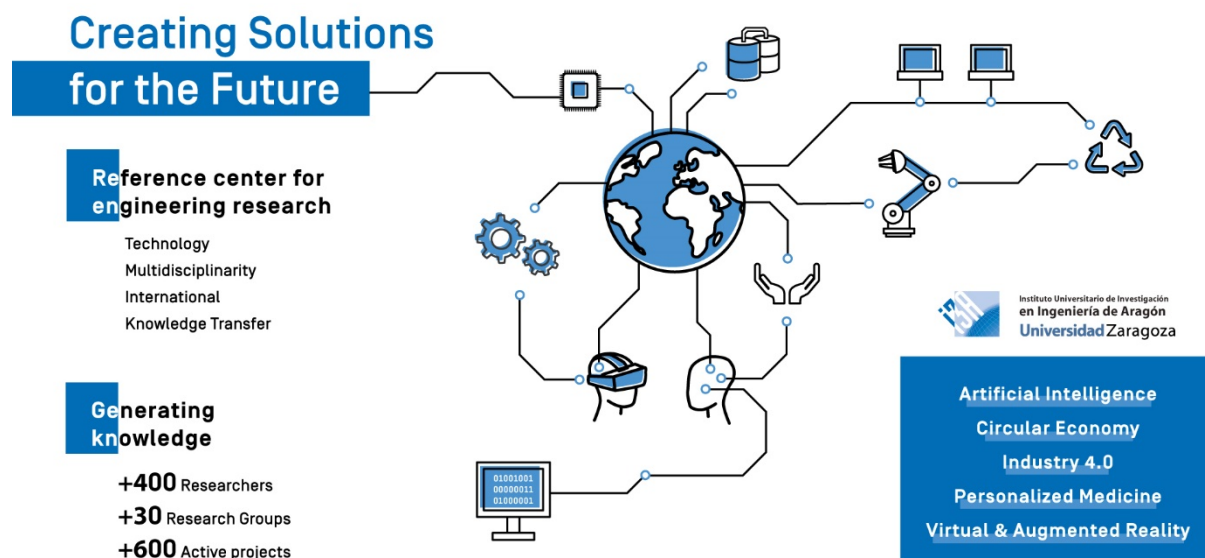 Creating Solutions
for the Future
Reference center for
engineering research
Technology
Multidisciplinarity
International
Knowledge Transfer
Generating
knowledge
+400 Researchers
+30 Research Groups
+600 Active projects
01001001
00000011
01000001
i3A
Instituto Universitario de Investigación
en Ingeniería de Aragón
Universidad Zaragoza
Artificial Intelligence
Circular Economy
Industry 4.0
Personalized Medicine
Virtual & Augmented Reality